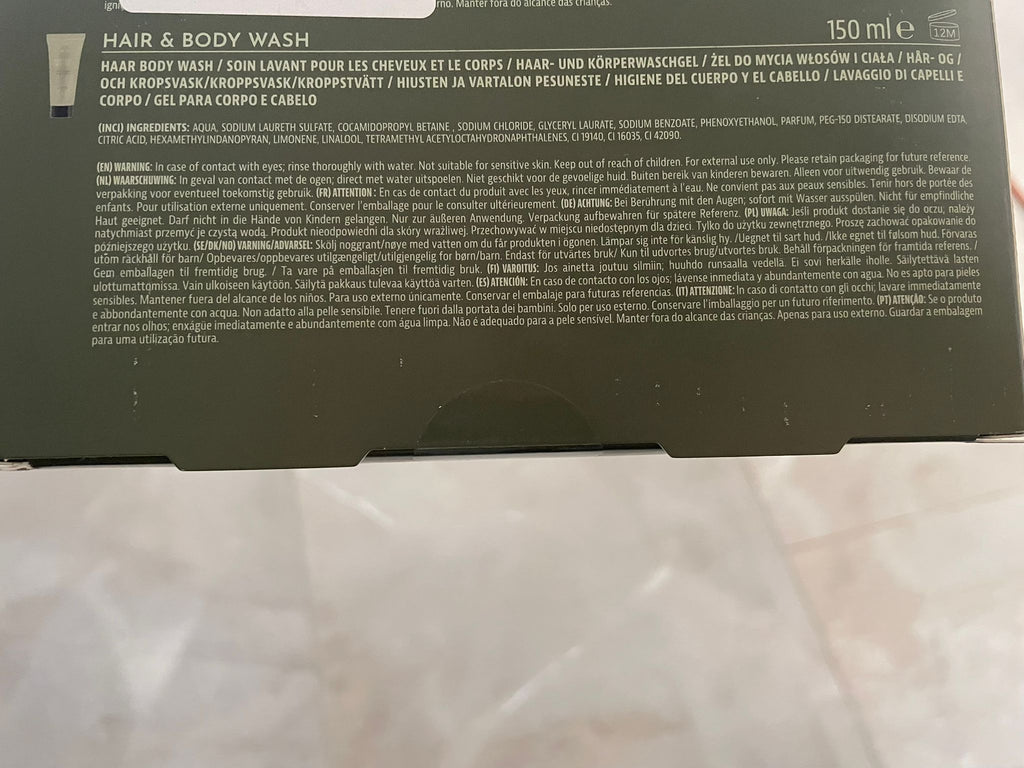 rno. Manter fora do alcance das crianças.
HAIR & BODY WASH
150 ml e 12M
HAAR BODY WASH / SOIN LAVANT POUR LES CHEVEUX ET LE CORPS / HAAR- UND KÖRPERWASCHGEL / ŻEL DO MYCIA WŁOSÓW I CIAŁA / HÅR- OG /
OCH KROPSVASK/KROPPSVASK/KROPPSTVÄTT / HIUSTEN JA VARTALON PESUNESTE / HIGIENE DEL CUERPO Y EL CABELLO / LAVAGGIO DI CAPELLI E
CORPO / GEL PARA CORPO E CABELO
(INCI) INGREDIENTS: AQUA, SODIUM LAURETH SULFATE, COCAMIDOPROPYL BETAINE , SODIUM CHLORIDE, GLYCERYL LAURATE, SODIUM BENZOATE, PHENOXYETHANOL, PARFUM, PEG-150 DISTEARATE, DISODIUM EDTA,
CITRIC ACID, HEXAMETHYLINDANOPYRAN, LIMONENE, LINALOOL, TETRAMETHYL ACETYLOCTAHYDRONAPHTHALENES, CI 19140, CI 16035, CI 42090.
(EN) WARNING: In case of contact with eyes; rinse thoroughly with water. Not suitable for sensitive skin. Keep out of reach of children. For external use only. Please retain packaging for future reference.
(NL) WAARSCHUWING: In geval van contact met de ogen; direct met water uitspoelen. Niet geschikt voor de gevoelige huid. Buiten bereik van kinderen bewaren. Alleen voor uitwendig gebruik. Bewaar de
verpakking voor eventueel toekomstig gebruik. (FR) ATTENTION : En cas de contact du produit avec les yeux, rincer immédiatement à l'eau. Ne convient pas aux peaux sensibles. Tenir hors de portée des
enfants. Pour utilisation externe uniquement. Conserver l'emballage pour le consulter ultérieurement. (DE) ACHTUNG: Bei Berührung mit den Augen; sofort mit Wasser ausspülen. Nicht für empfindliche
Haut geeignet. Darf nicht in die Hände von Kindern gelangen. Nur zur äußeren Anwendung. Verpackung aufbewahren für spätere Referenz. (PL) UWAGA: Jeśli produkt dostanie się do oczu; należy
natychmiast przemyć je czystą wodą. Produkt nieodpowiedni dla skóry wrażliwej. Przechowywać w miejscu niedostępnym dla dzieci. Tylko do użytku zewnętrznego. Proszę zachować opakowanie do
późniejszego użytku. (SE/DK/NO) VARNING/ADVARSEL: Skölj noggrant/nøye med vatten om du får produkten i ögonen. Lämpar sig inte för känslig hy. /Uegnet til sart hud. /Ikke egnet til følsom hud. Förvaras
utom räckhåll för barn/ Opbevares/oppbevares utilgængeligt/utilgjengelig for børn/barn. Endast för utvärtes bruk/ Kun til udvortes brug/utvortes bruk. Behåll förpackningen för framtida referens. /
Gem emballagen til fremtidig brug. / Ta vare på emballasjen til fremtidig bruk. (FI) VAROITUS: Jos ainetta joutuu silmiin; huuhdo runsaalla vedellä. Ei sovi herkälle iholle. Säilytettävä lasten
ulottumattomissa. Vain ulkoiseen käytöön. Säilytä pakkaus tulevaa käyttöä varten. (ES) ATENCIÓN: En caso de contacto con los ojos; lávense inmediata y abundantemente con agua. No es apto para pieles
sensibles. Mantener fuera del alcance de los niños. Para uso externo únicamente. Conservar el embalaje para futuras referencias. (IT) ATTENZIONE: In caso di contatto con gli occhi; lavare immediatamente
e abbondantemente con acqua. Non adatto alla pelle sensibile. Tenere fuori dalla portata dei bambini. Solo per uso esterno. Conservare l'imballaggio per un futuro riferimento. (PT) ATENÇÃO: Se o produto
entrar nos olhos; enxágüe imediatamente e abundantemente com água limpa. Não é adequado para a pele sensível. Manter fora do alcance das crianças. Apenas para uso externo. Guardar a embalagem
para uma utilização futura.